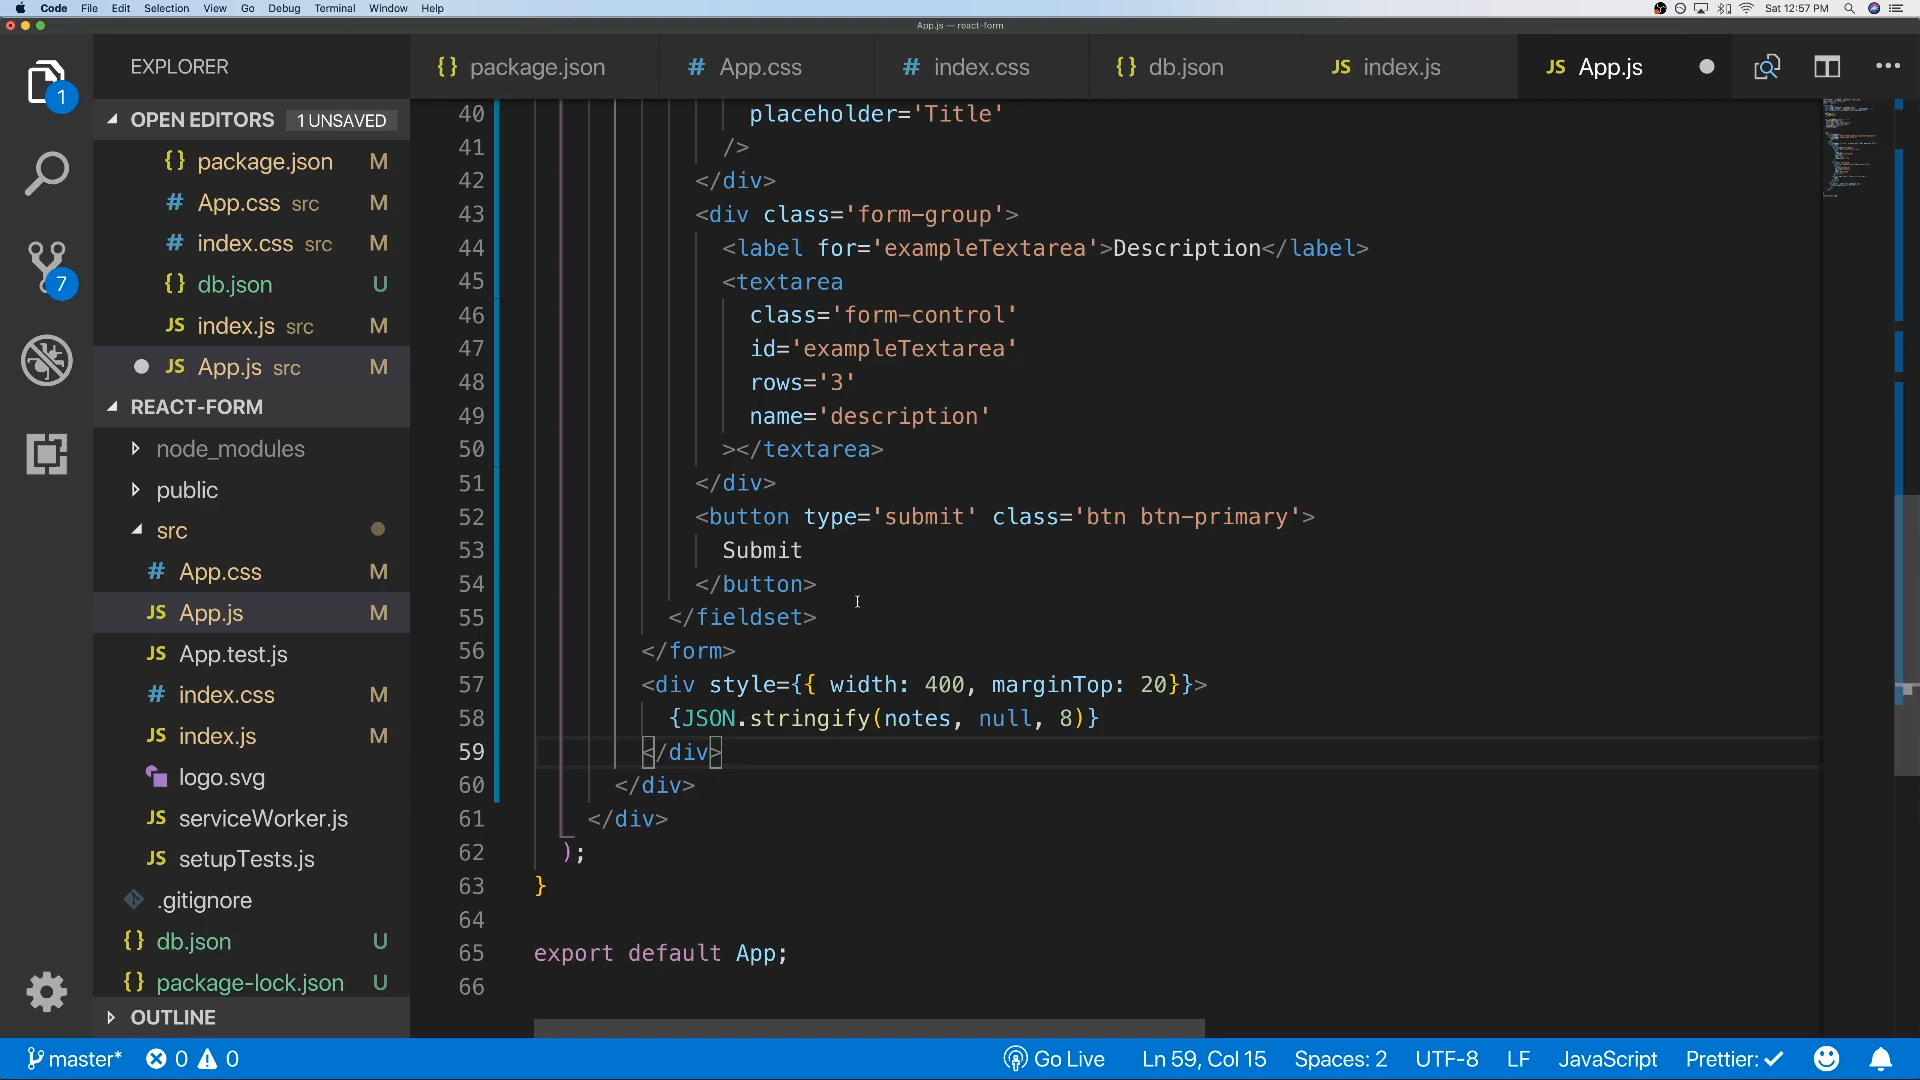 Code File Edit Selection View Go Debug Terminal Window Help
Sat 12:57 PM
App.js — react-form
EXPLORER
package.json
App.css
index.css
db.json
index.js
App.js
OPEN EDITORS 1 UNSAVED
{} package.json M
# App.css src M
# index.css src M
{} db.json U
JS index.js src M
JS App.js src M
REACT-FORM
node_modules
public
src
# App.css M
JS App.js M
JS App.test.js
# index.css M
JS index.js M
logo.svg
JS serviceWorker.js
JS setupTests.js
.gitignore
{} db.json U
{} package-lock.json U
OUTLINE
1
7
40 placeholder='Title'
41 />
42 </div>
43 <div class='form-group'>
44 <label for='exampleTextarea'>Description</label>
45 <textarea
46 class='form-control'
47 id='exampleTextarea'
48 rows='3'
49 name='description'
50 ></textarea>
51 </div>
52 <button type='submit' class='btn btn-primary'>
53 Submit
54 </button>
55 </fieldset>
56 </form>
57 <div style={{ width: 400, marginTop: 20}}>
58 {JSON.stringify(notes, null, 8)}
59 </div>
60 </div>
61 </div>
62 );
63 }
64
65 export default App;
66
master* 0 0 Go Live Ln 59, Col 15 Spaces: 2 UTF-8 LF JavaScript Prettier: ✓